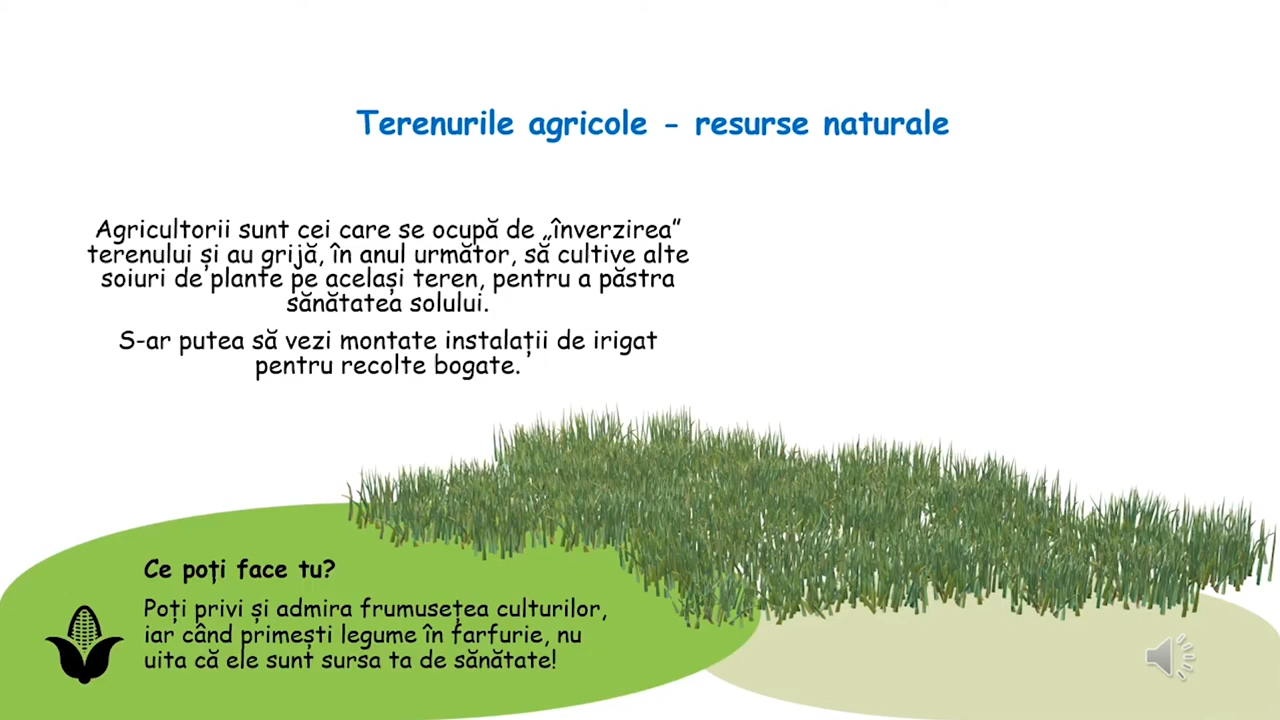 Terenurile agricole - resurse naturale
Agricultorii sunt cei care se ocupă de „înverzirea”
terenului și au grijă, în anul următor, să cultive alte
soiuri de plante pe același teren, pentru a păstra
sănătatea solului.
S-ar putea să vezi montate instalații de irigat
pentru recolte bogate.
Ce poți face tu?
Poți privi și admira frumusețea culturilor,
iar când primești legume în farfurie, nu
uita că ele sunt sursa ta de sănătate!